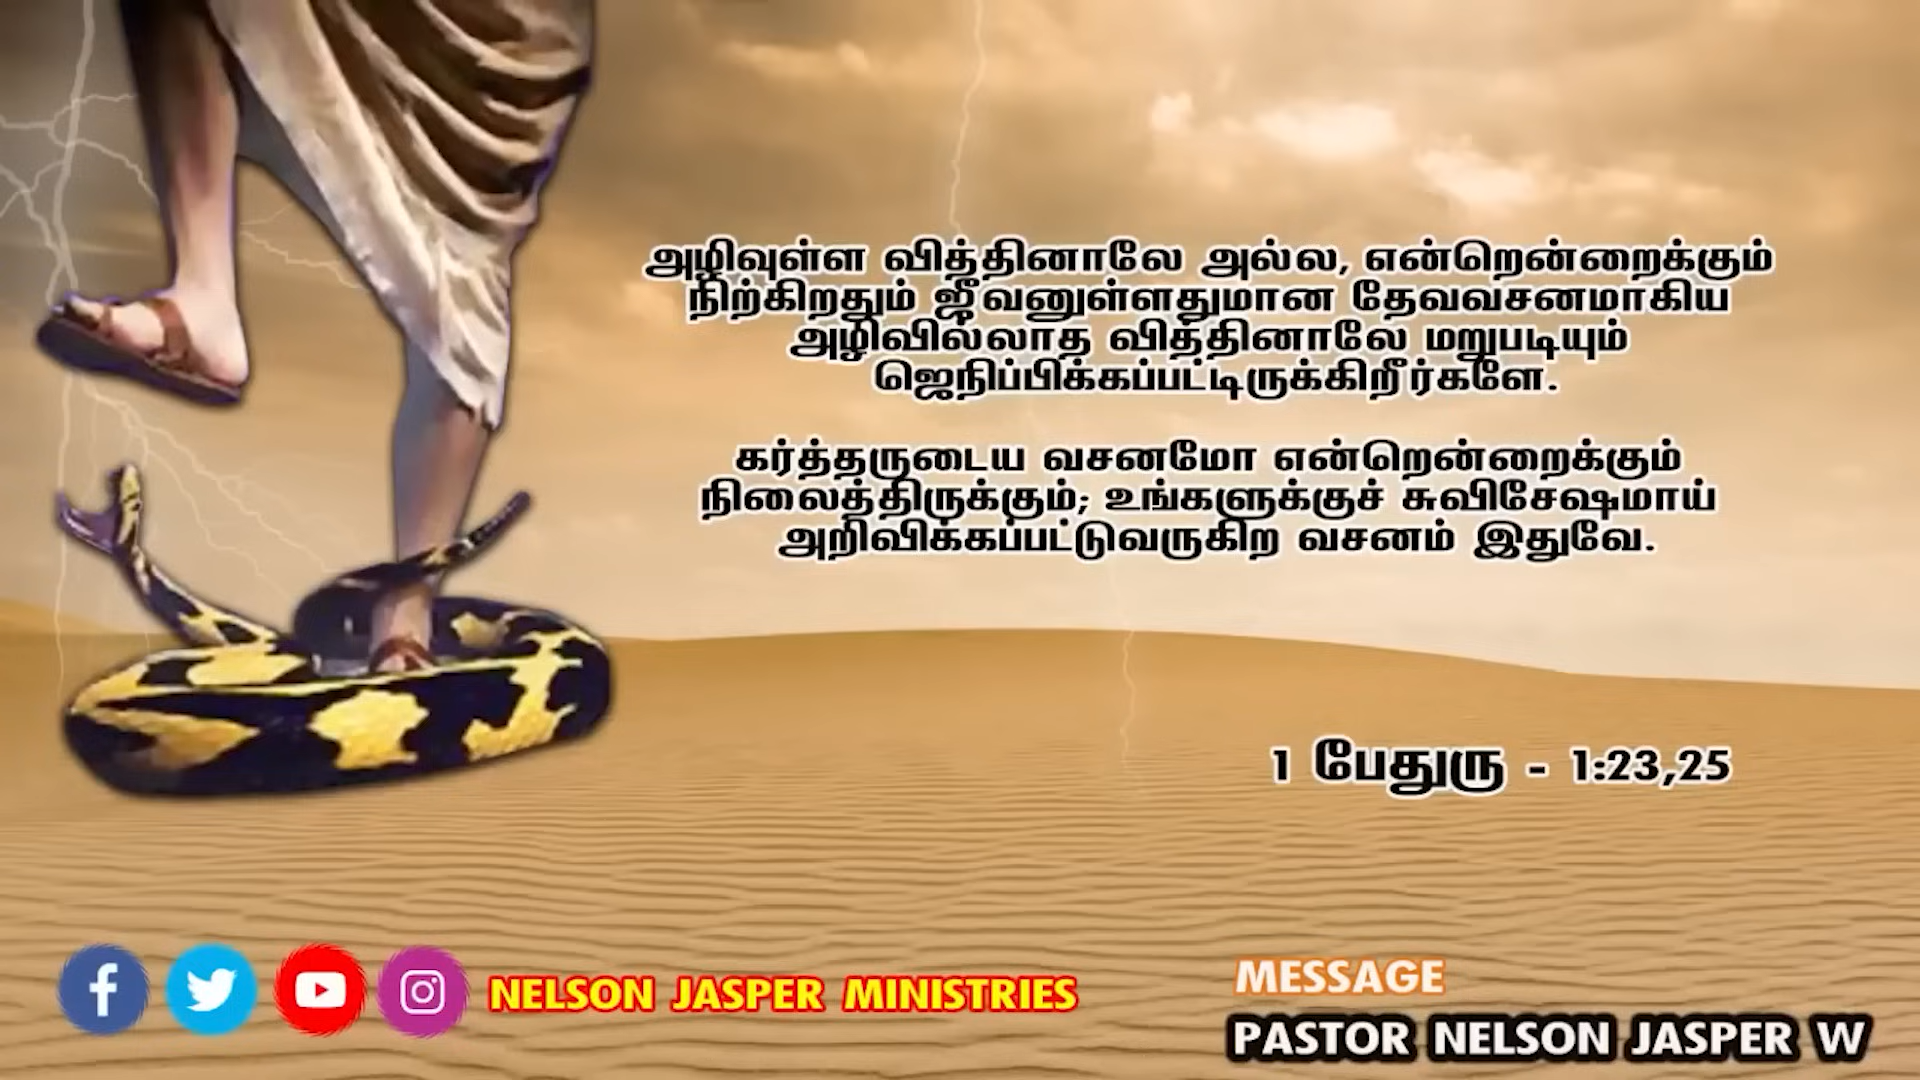 அழிவுள்ள வித்தினாலே அல்ல, என்றென்றைக்கும்
நிற்கிறதும் ஜீவனுள்ளதுமான தேவவசனமாகிய
அழிவில்லாத வித்தினாலே மறுபடியும்
ஜெநிப்பிக்கப்பட்டிருக்கிறீர்களே.
கர்த்தருடைய வசனமோ என்றென்றைக்கும்
நிலைத்திருக்கும்; உங்களுக்குச் சுவிசேஷமாய்
அறிவிக்கப்பட்டுவருகிற வசனம் இதுவே.
1 பேதுரு - 1:23,25
NELSON JASPER MINISTRIES
MESSAGE
PASTOR NELSON JASPER W